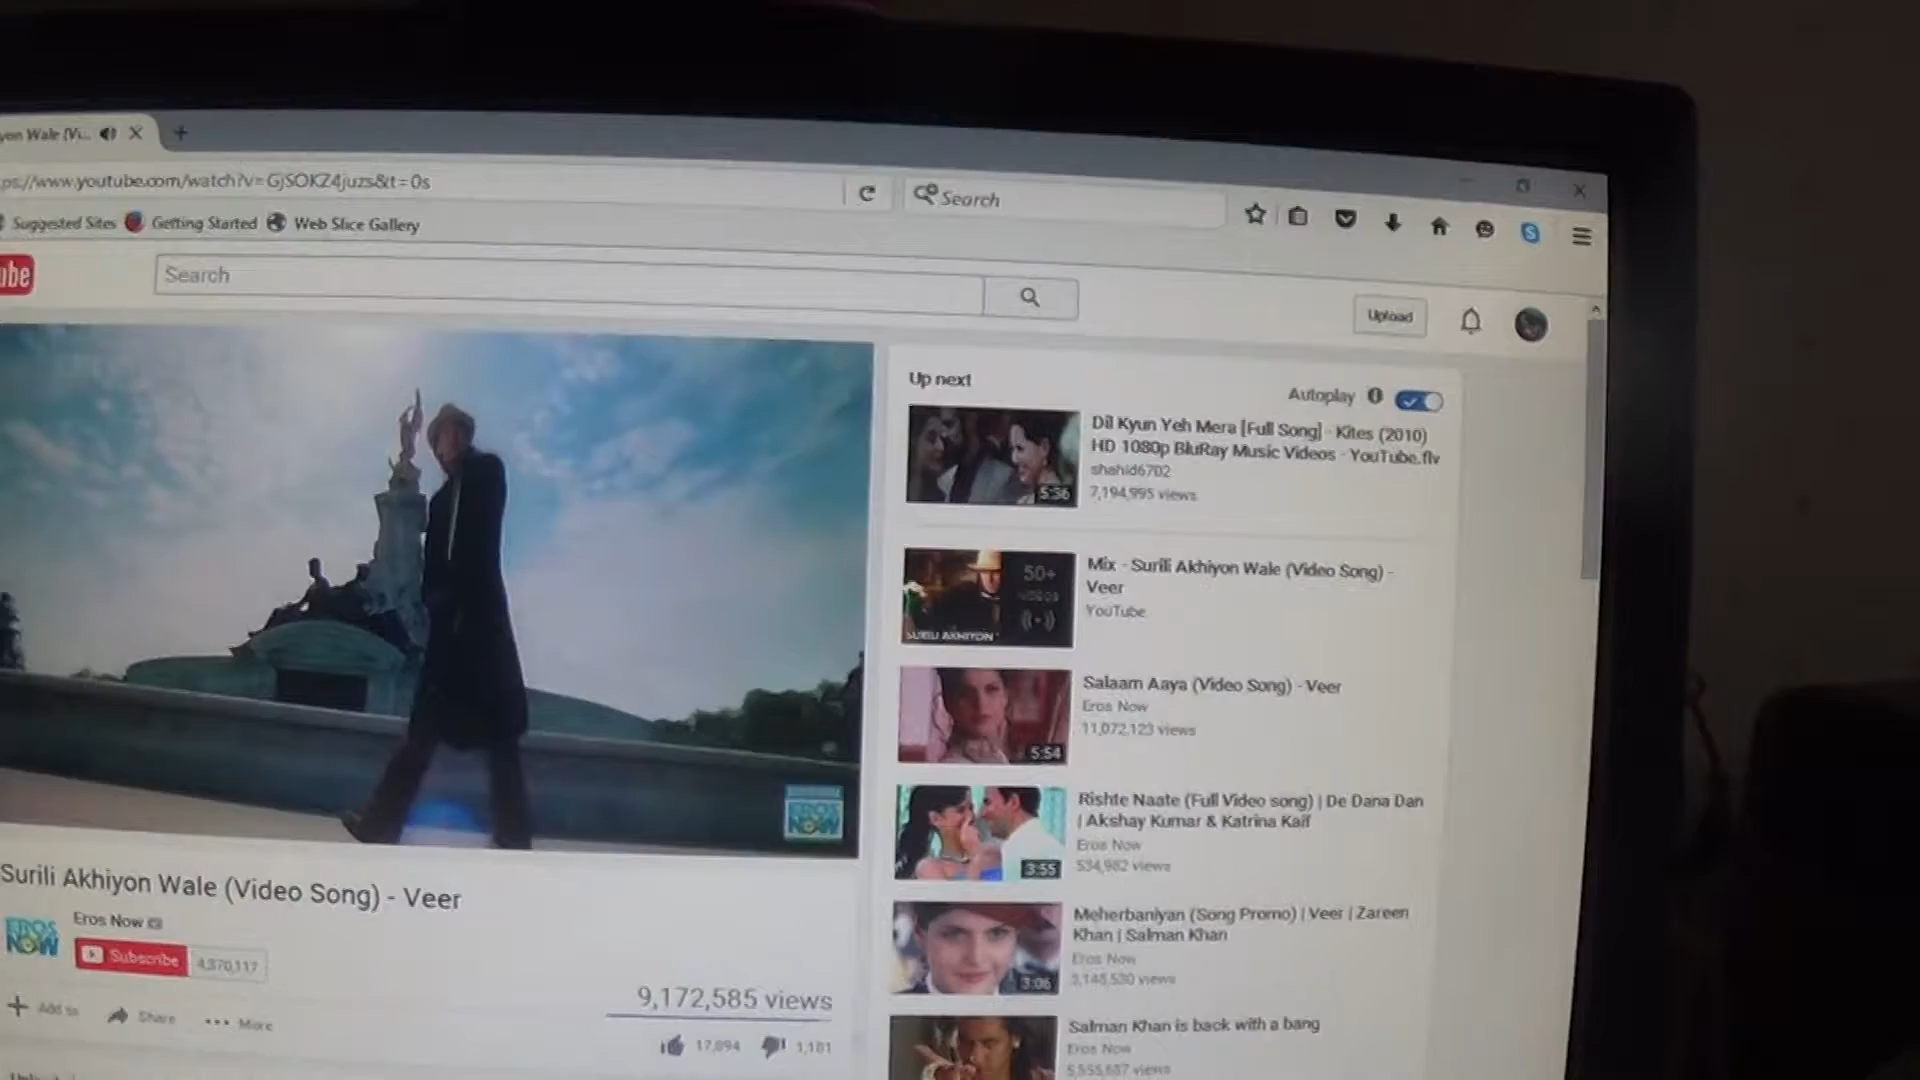 yon Wale (Vi...
ps://www.youtube.com/watch?v=GjSOKZ4juzs&t=0s
Search
Suggested Sites
Getting Started
Web Slice Gallery
ube
Search
Upload
Up next
Autoplay
Dil Kyun Yeh Mera [Full Song] - Kites (2010)
HD 1080p BluRay Music Videos - YouTube.flv
shahid6702
7,194,995 views
5:36
Mix - Surili Akhiyon Wale (Video Song) -
Veer
YouTube
50+
VIDEOS
SURILI AKHIYON
Salaam Aaya (Video Song) - Veer
Eros Now
11,072,123 views
5:54
Rishte Naate (Full Video song) | De Dana Dan
| Akshay Kumar & Katrina Kaif
Eros Now
534,982 views
3:55
Meherbaniyan (Song Promo) | Veer | Zareen
Khan | Salman Khan
Eros Now
3,148,530 views
3:06
Salman Khan is back with a bang
Eros Now
5,555,687 views
EROS
NOW
Surili Akhiyon Wale (Video Song) - Veer
EROS
NOW
Eros Now
Subscribe
4,370,117
9,172,585 views
Add to
Share
More
17,894
1,181